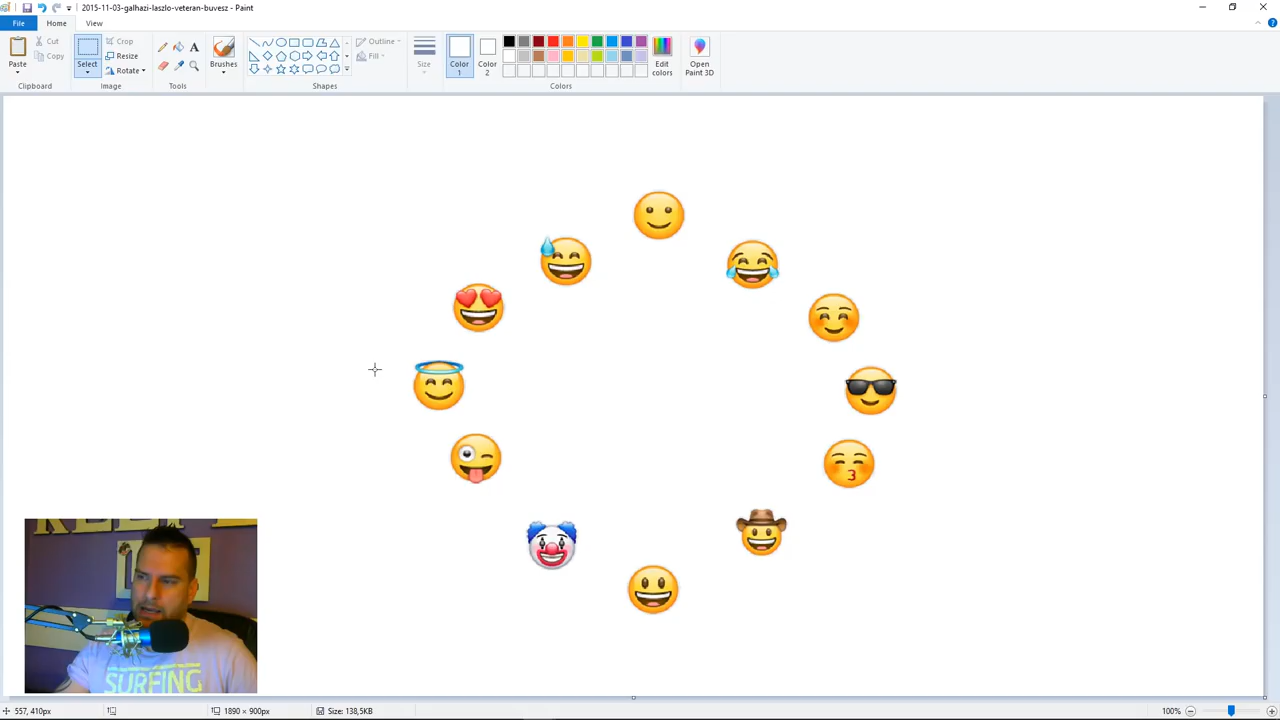 2015-11-03-galhazi-laszlo-veteran-buvesz - Paint
File Home View
Paste
Cut
Copy
Clipboard
Select
Crop
Resize
Rotate
Image
Tools
Brushes
Shapes
Outline
Fill
Size
Color 1
Color 2
Colors
Edit colors
Open Paint 3D
SURFING
557, 410px
1890 × 900px
Size: 138,5KB
100%